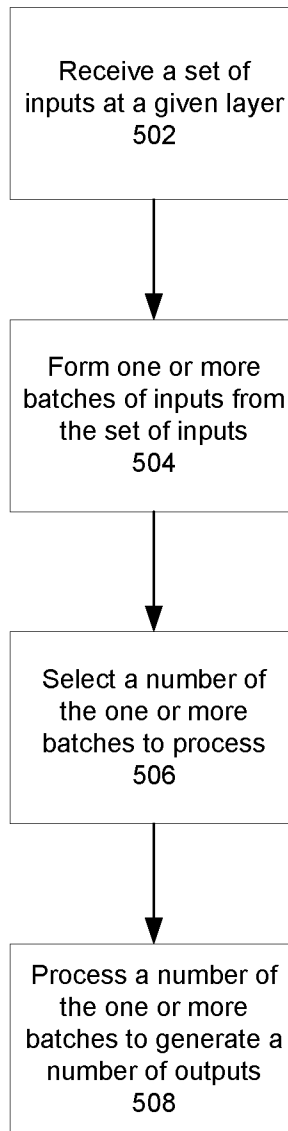 Receive a set of
inputs at a given layer
502
Form one or more
batches of inputs from
the set of inputs
504
Select a number of
the one or more
batches to process
506
Process a number of
the one or more
batches to generate a
number of outputs
508